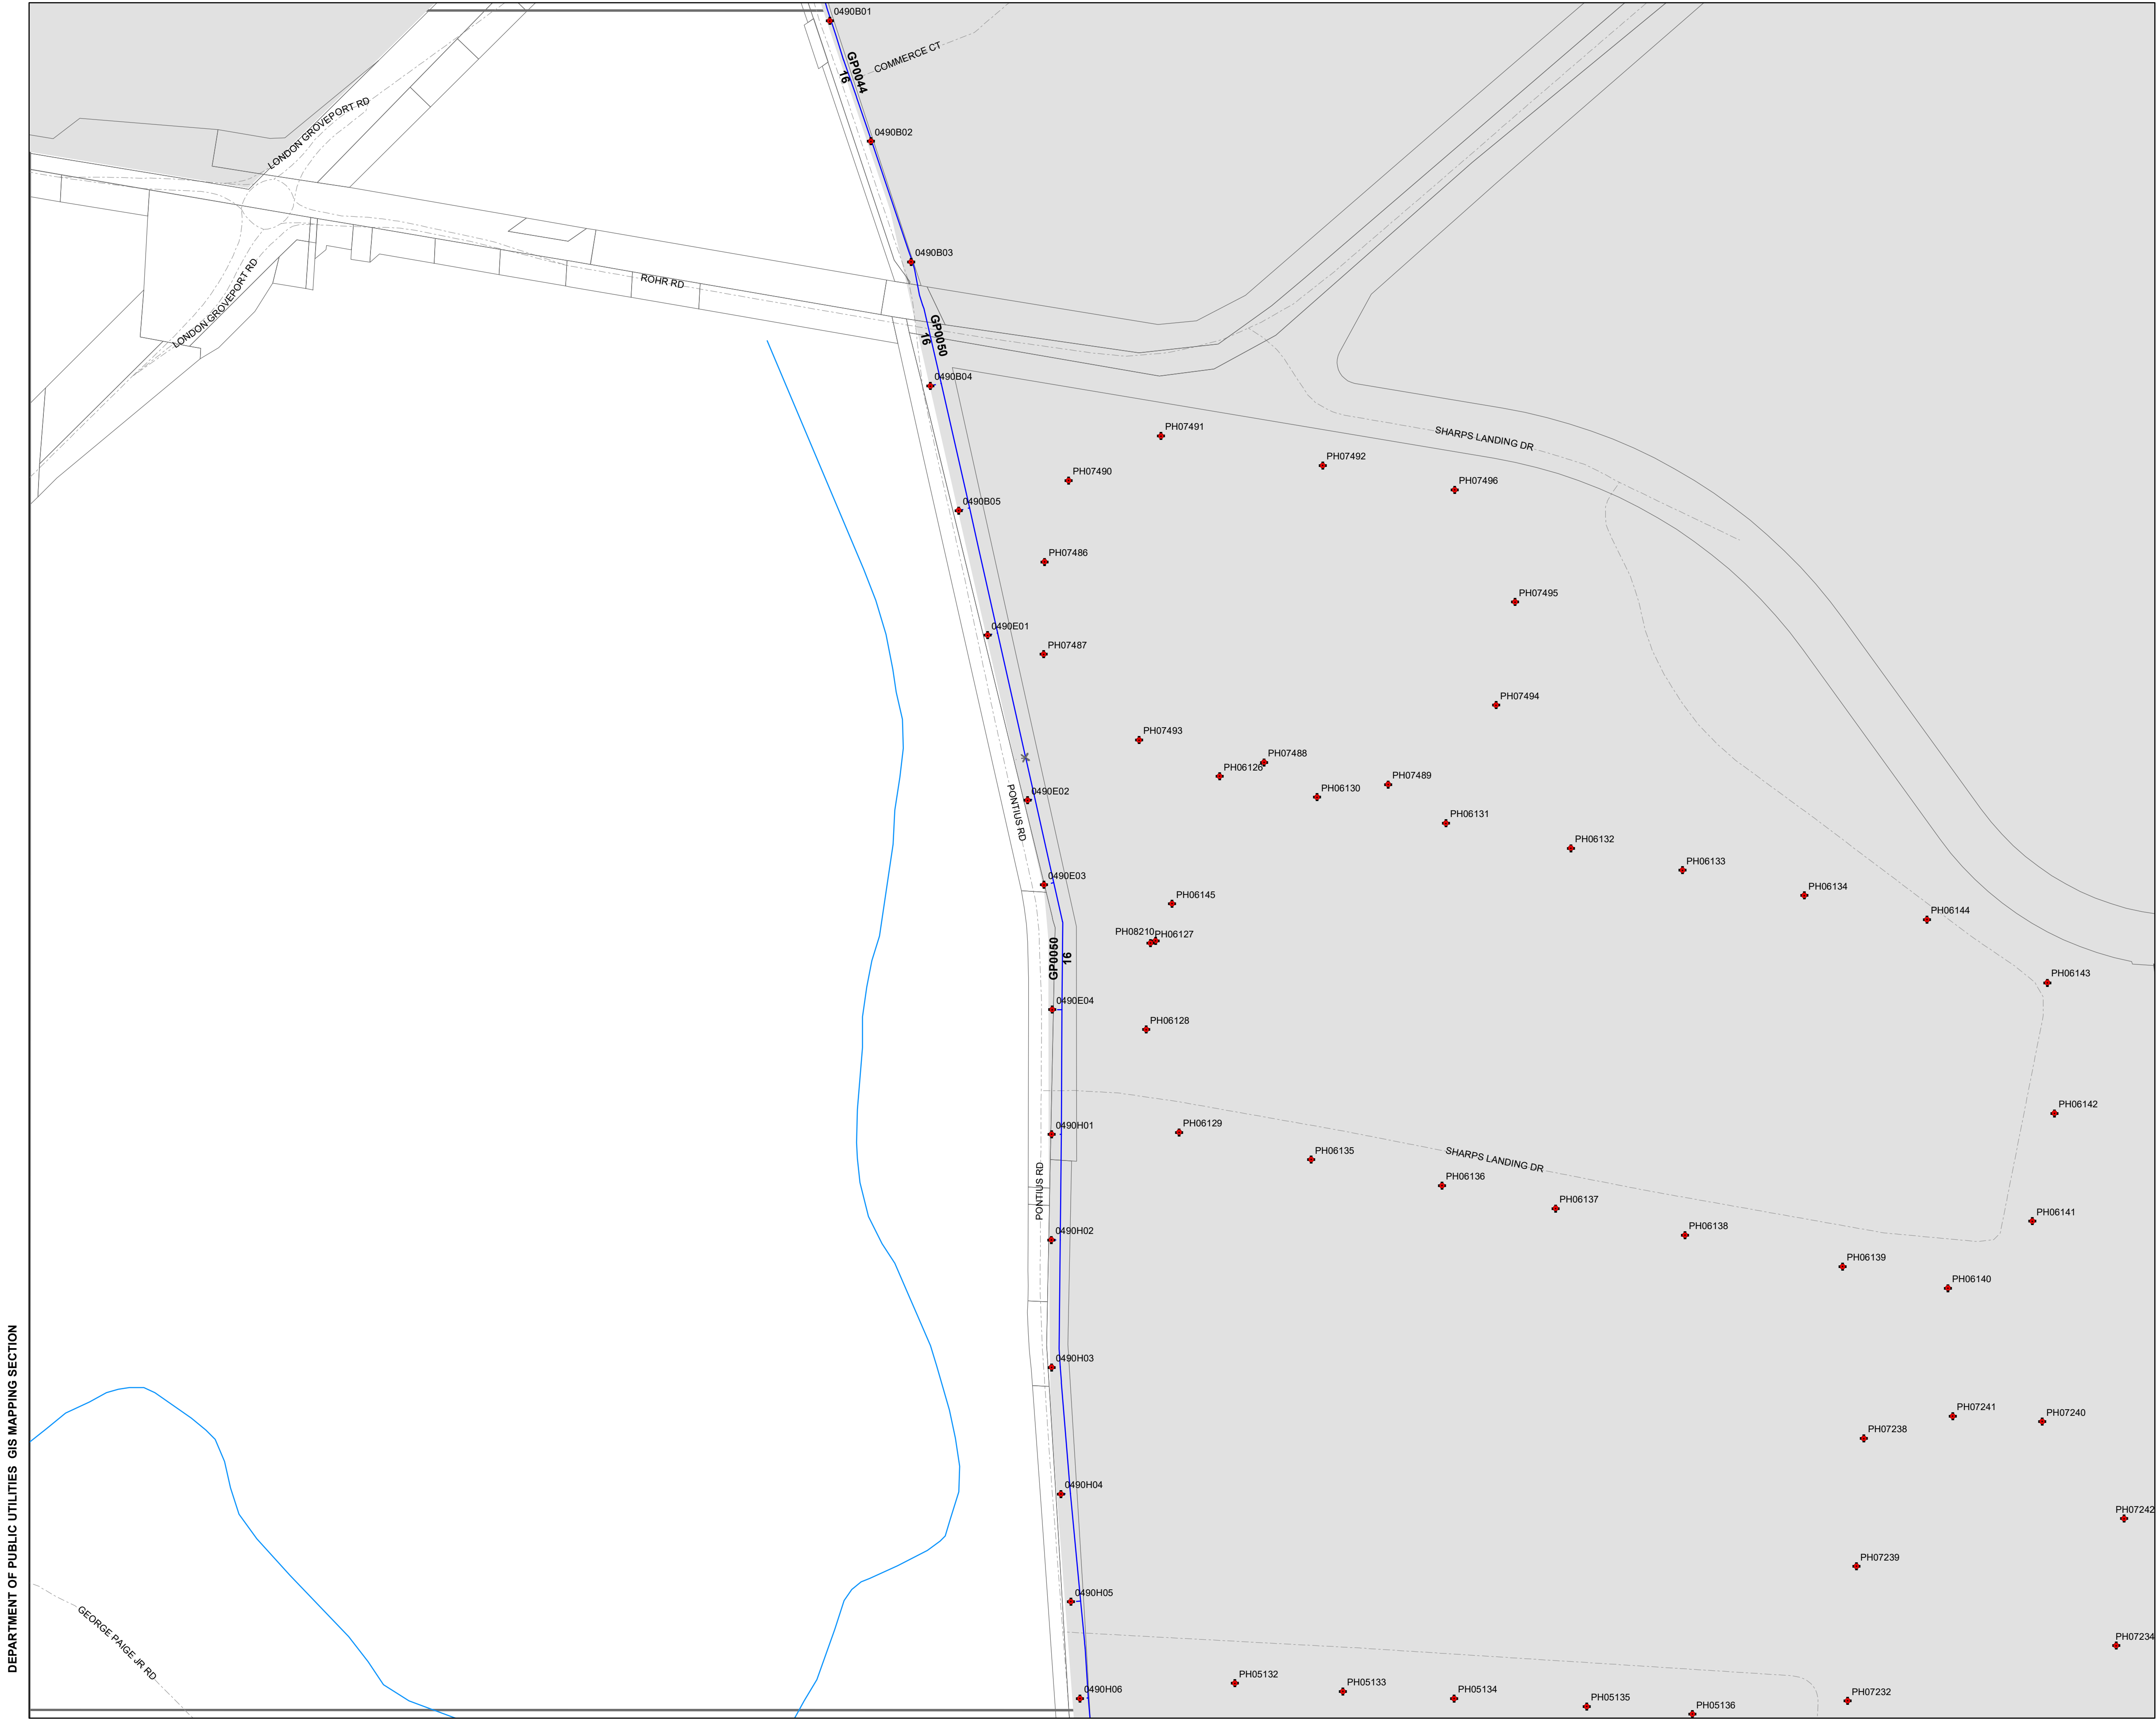 0490B01
GP0044
16
COMMERCE CT
LONDON GROVEPORT RD
0490B02
0490B03
ROHR RD
LONDON GROVEPORT RD
GP0050
16
0490B04
PH07491
SHARPS LANDING DR
PH07492
PH07490
PH07496
0490B05
PH07486
PH07495
0490E01
PH07487
PH07494
PH07493
PH07488
PH06126
PH07489
0490E02
PH06130
PONTIUS RD
PH06131
PH06132
PH06133
0490E03
PH06134
PH06145
PH06144
PH08210
PH06127
GP0050
16
PH06143
0490E04
PH06128
PH06142
0490H01
PH06129
PH06135
SHARPS LANDING DR
PH06136
PONTIUS RD
PH06137
PH06141
PH06138
0490H02
PH06139
PH06140
0490H03
PH07241
PH07240
PH07238
0490H04
PH07242
DEPARTMENT OF PUBLIC UTILITIES GIS MAPPING SECTION
PH07239
0490H05
GEORGE PAIGE JR RD
PH07234
PH05132
PH05133
0490H06
PH05134
PH07232
PH05135
PH05136